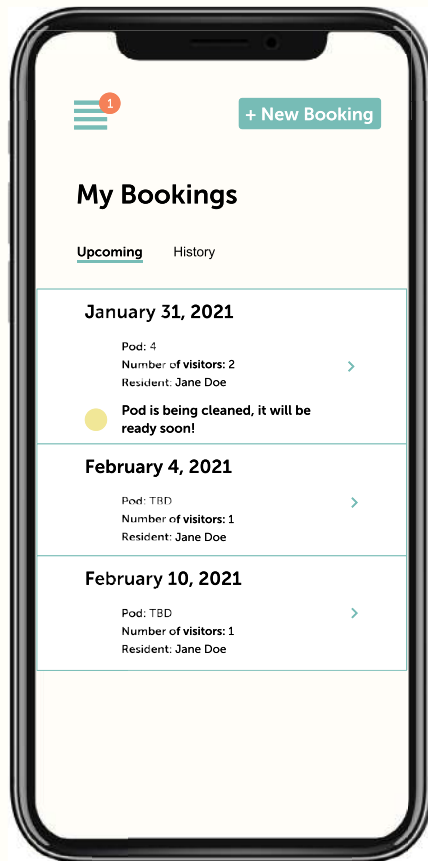 1
+ New Booking
My Bookings
Upcoming History
January 31, 2021
Pod: 4
Number of visitors: 2
Resident: Jane Doe
Pod is being cleaned, it will be
ready soon!
February 4, 2021
Pod: TBD
Number of visitors: 1
Resident: Jane Doe
February 10, 2021
Pod: TBD
Number of visitors: 1
Resident: Jane Doe